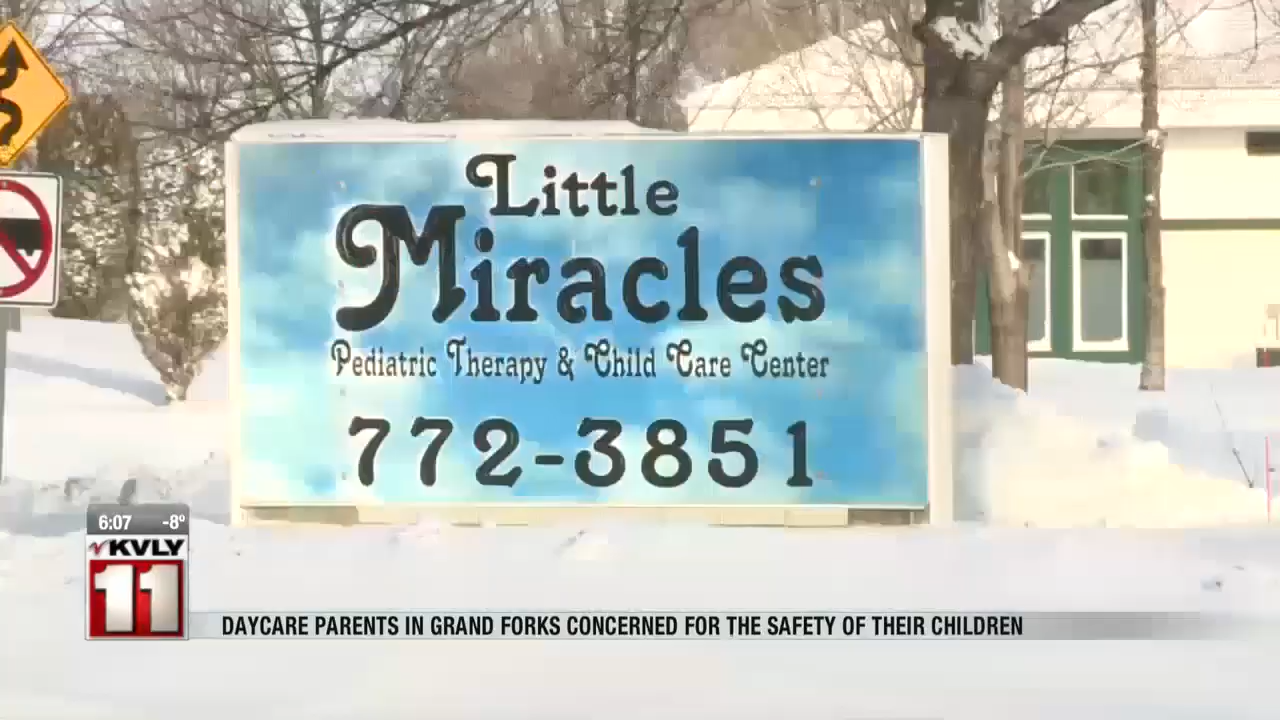 Little
Miracles
Pediatric Therapy & Child Care Center
772-3851
6:07 -8°
KVLY
11
DAYCARE PARENTS IN GRAND FORKS CONCERNED FOR THE SAFETY OF THEIR CHILDREN